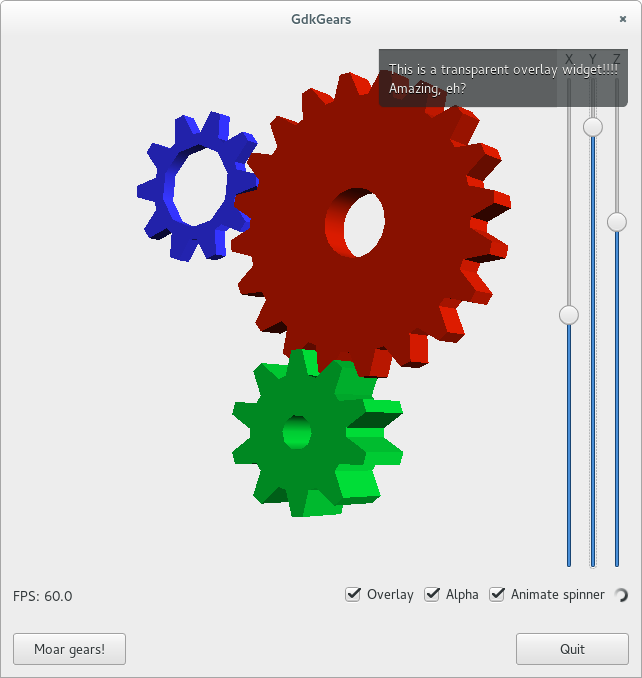 GdkGears
X Y Z
This is a transparent overlay widget!!!!
Amazing, eh?
FPS: 60.0
Overlay
Alpha
Animate spinner
Moar gears!
Quit